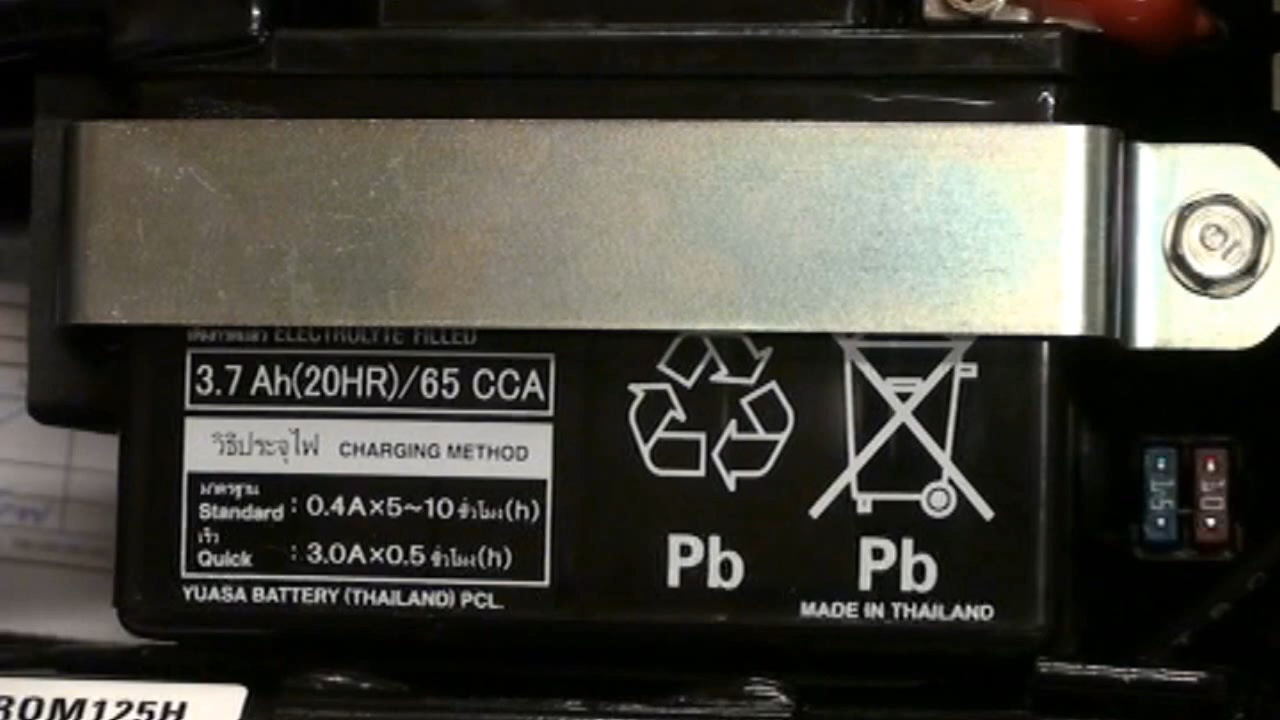 ELECTROLYTE FILLED
3.7 Ah(20HR)/65 CCA
วิธีประจุไฟ CHARGING METHOD
มาตรฐาน
Standard : 0.4A×5~10 ชั่วโมง(h)
เร็ว
Quick : 3.0A×0.5 ชั่วโมง(h)
YUASA BATTERY (THAILAND) PCL.
Pb
Pb
MADE IN THAILAND
15
10
ROM125H